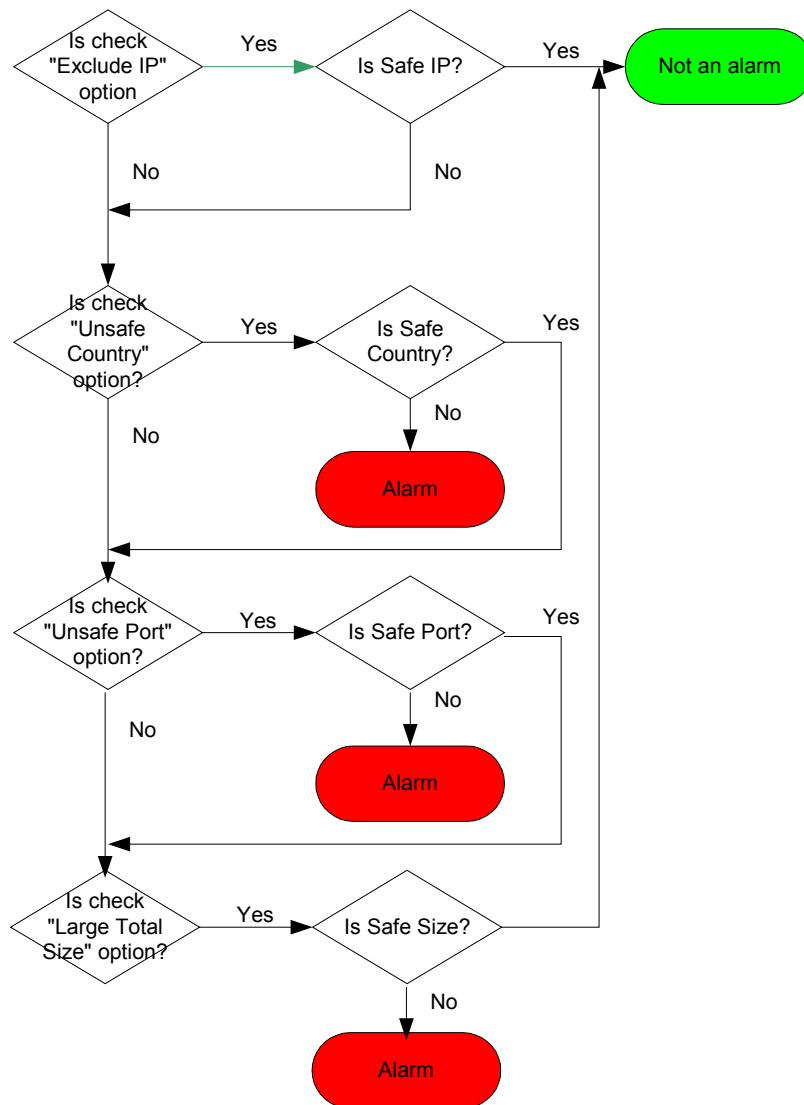 Is check
"Exclude IP"
option
Yes
Is Safe IP?
Yes
Not an alarm
No
No
Is check
"Unsafe
Country"
option?
Yes
Is Safe
Country?
Yes
No
No
Alarm
Is check
"Unsafe Port"
option?
Yes
Is Safe Port?
Yes
No
No
Alarm
Is check
"Large Total
Size" option?
Yes
Is Safe Size?
No
Alarm